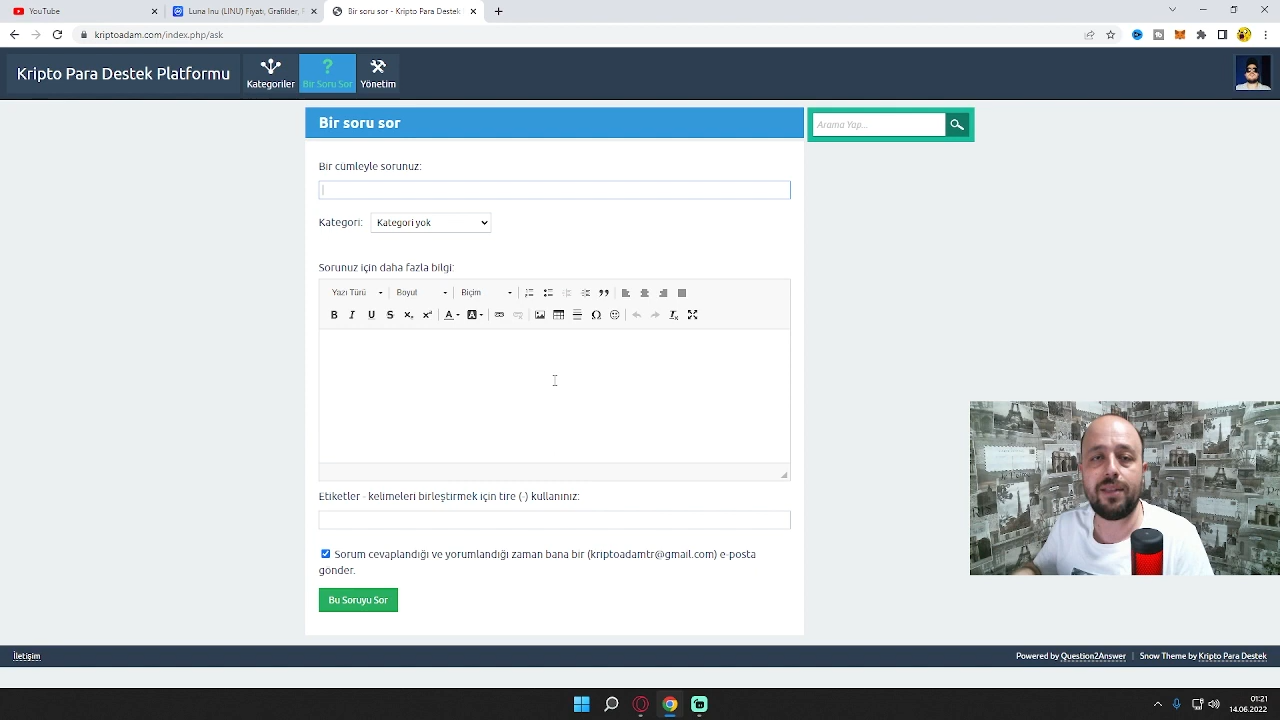 YouTube
Luna Inu (LINU) Fiyatı, Grafikler, P
Bir soru sor - Kripto Para Destek
kriptoadam.com/index.php/ask
Kripto Para Destek Platformu
Kategoriler
Bir Soru Sor
Yönetim
Bir soru sor
Arama Yap...
Bir cümleyle sorunuz:
Kategori:
Kategori yok
Sorunuz için daha fazla bilgi:
Yazı Türü
Boyut
Biçim
Etiketler - kelimeleri birleştirmek için tire (-) kullanınız:
Sorum cevaplandığı ve yorumlandığı zaman bana bir (kriptoadamtr@gmail.com) e-posta
gönder.
Bu Soruyu Sor
İletişim
Powered by Question2Answer | Snow Theme by Kripto Para Destek
01:21
14.06.2022